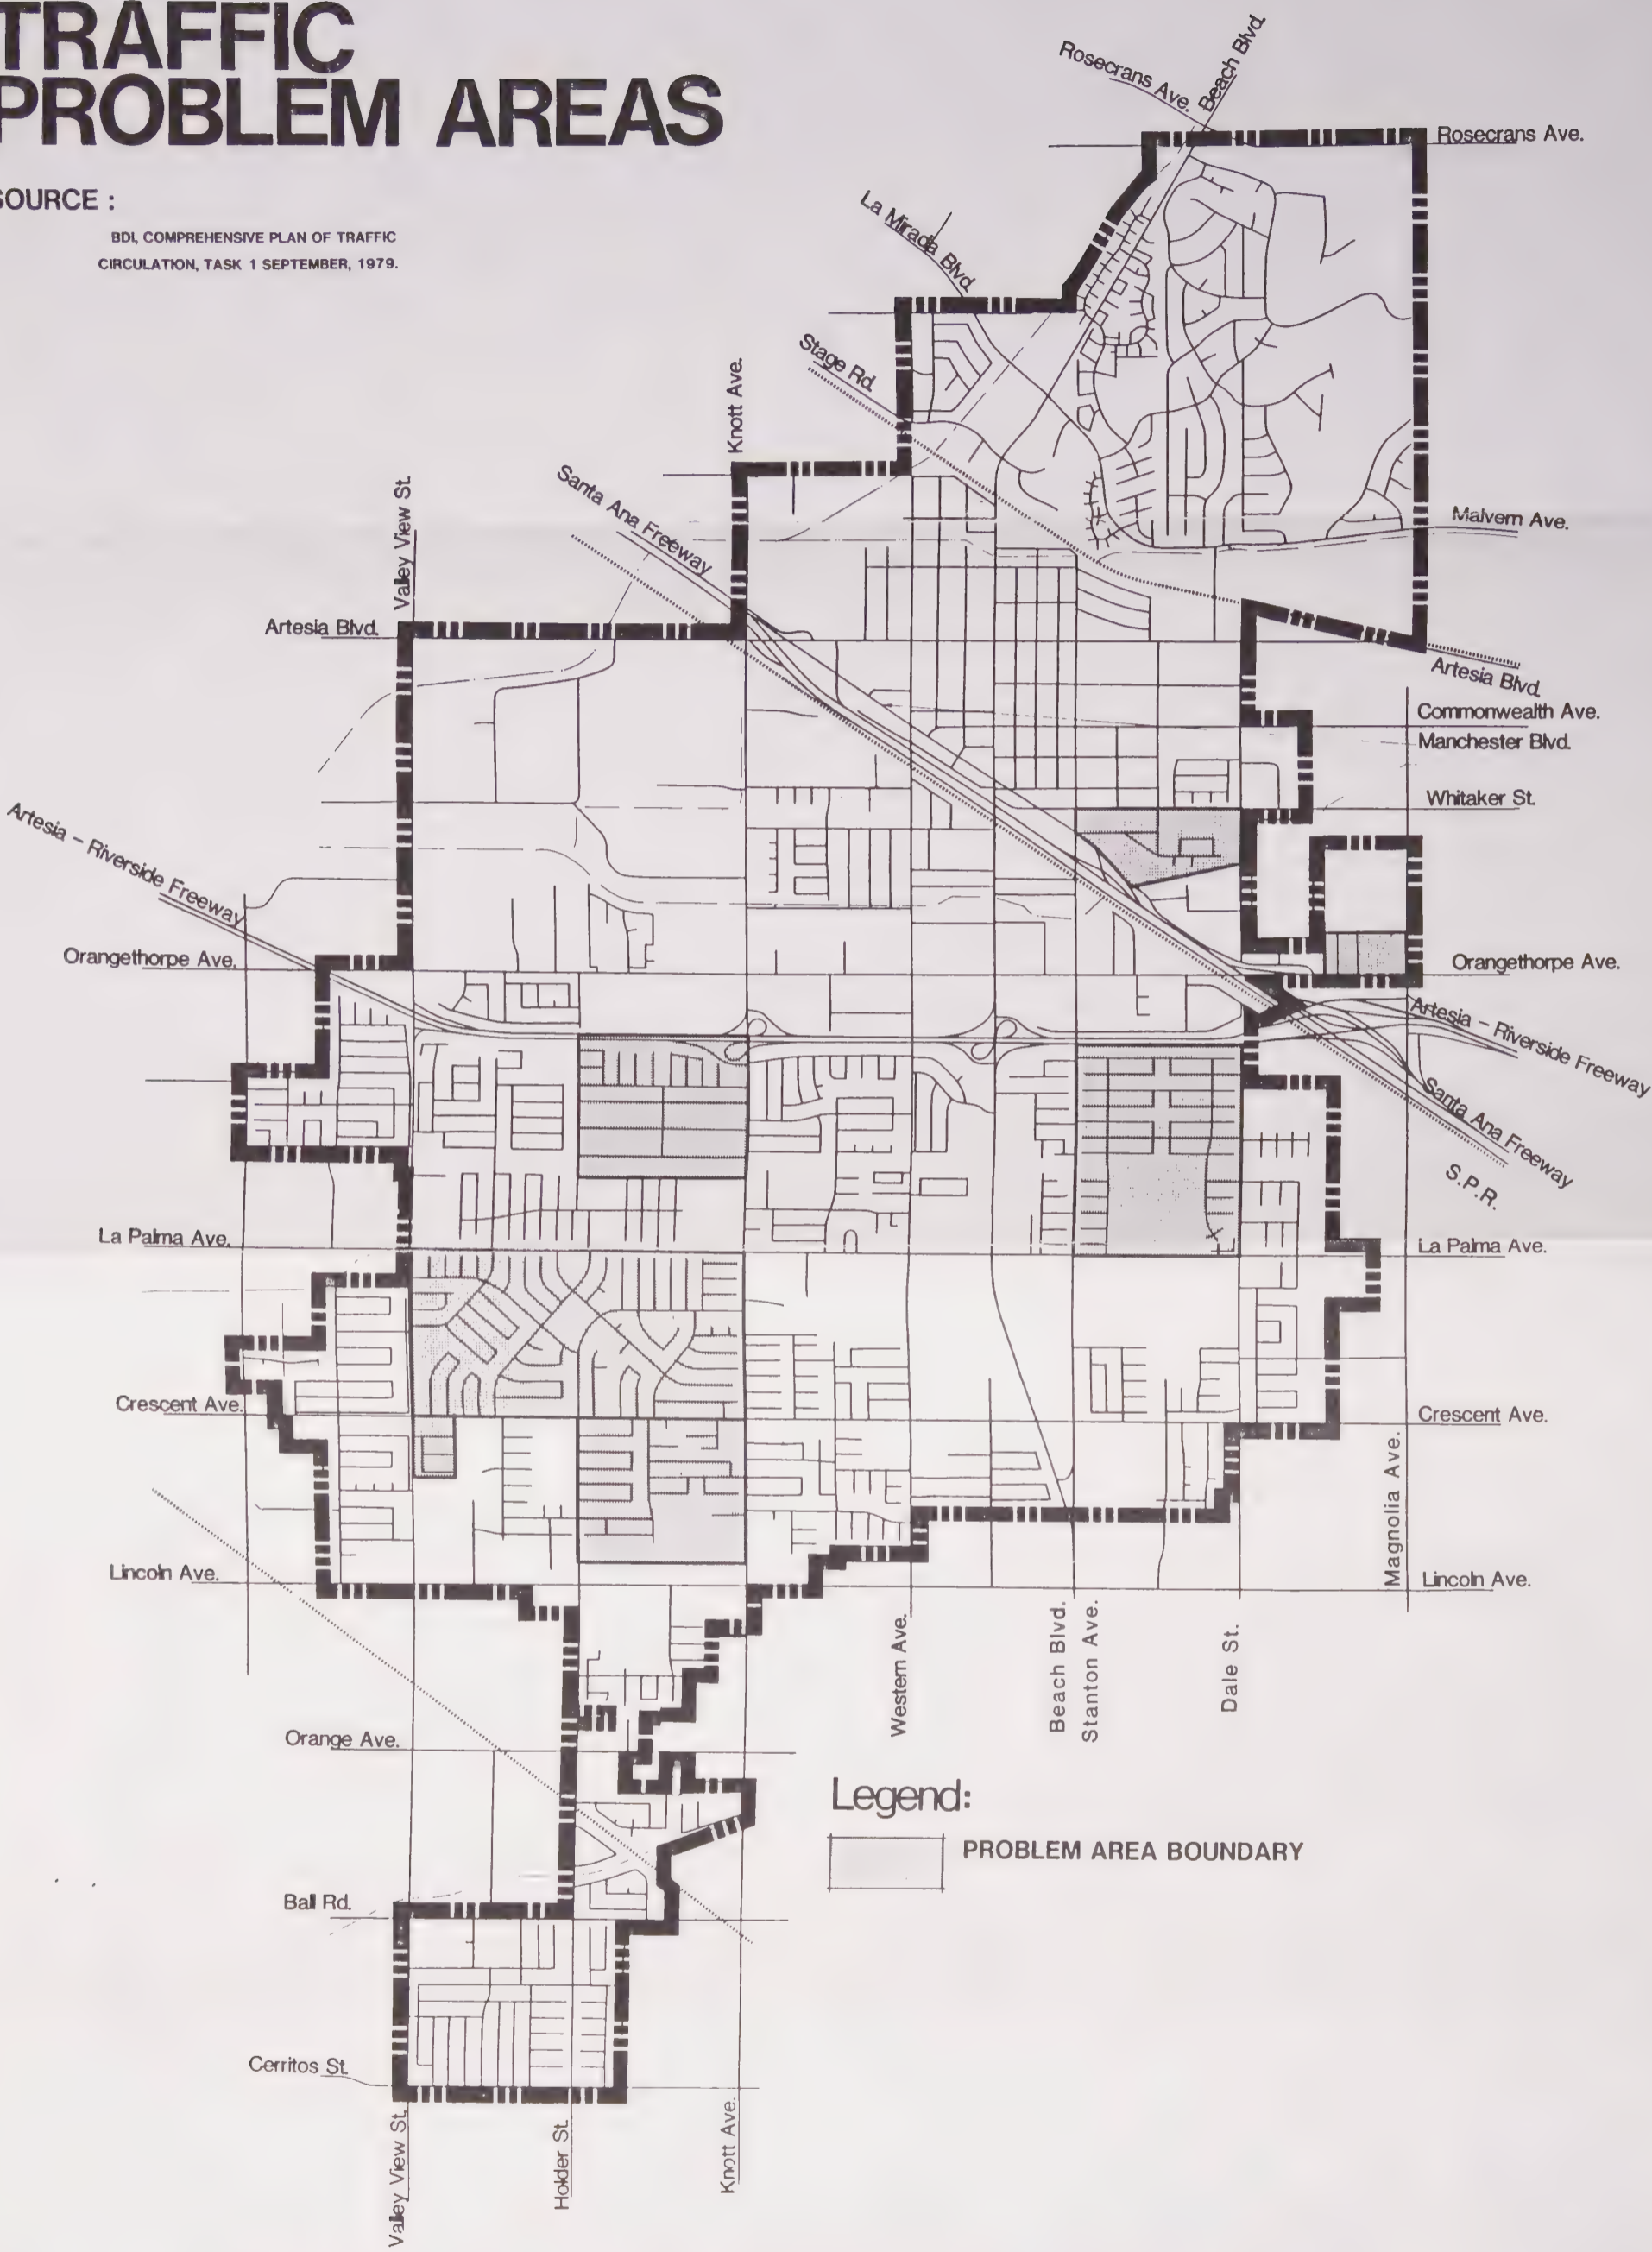 TRAFFIC
PROBLEM AREAS
SOURCE :
BDI, COMPREHENSIVE PLAN OF TRAFFIC
CIRCULATION, TASK 1 SEPTEMBER, 1979.
Rosecrans Ave.
Beach Blvd.
Rosecrans Ave.
La Mirada Blvd.
Stage Rd.
Knott Ave.
Santa Ana Freeway
Valley View St.
Malvern Ave.
Artesia Blvd.
Artesia Blvd.
Commonwealth Ave.
Manchester Blvd.
Whitaker St.
Artesia - Riverside Freeway
Orangethorpe Ave.
Orangethorpe Ave.
Artesia - Riverside Freeway
Santa Ana Freeway
S.P.R.
La Palma Ave.
La Palma Ave.
Crescent Ave.
Crescent Ave.
Magnolia Ave.
Lincoln Ave.
Lincoln Ave.
Western Ave.
Beach Blvd.
Stanton Ave.
Dale St.
Orange Ave.
Legend:
PROBLEM AREA BOUNDARY
Ball Rd.
Cerritos St.
Valley View St.
Holder St.
Knott Ave.